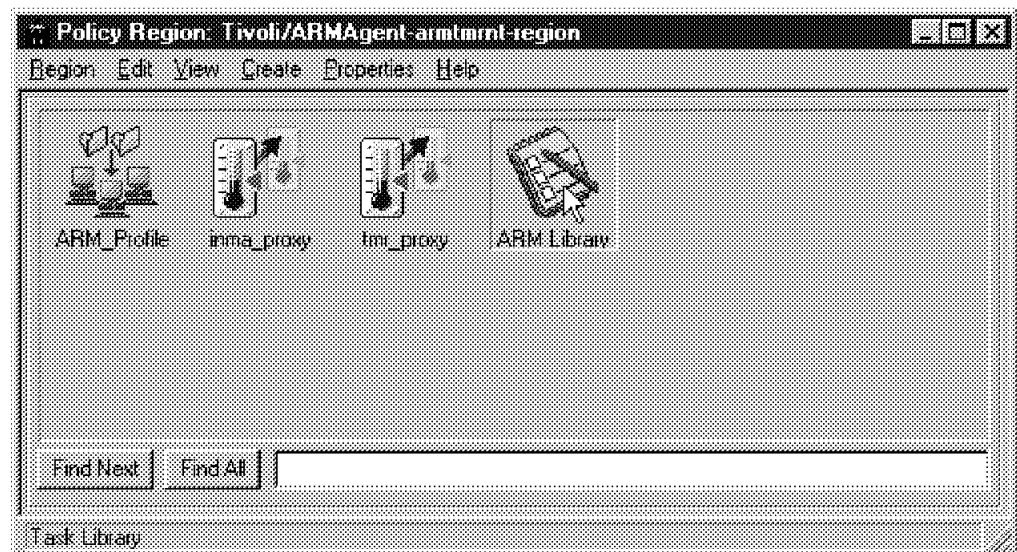 Policy Region: Tivoli/ARMAgent-armtmrnt-region
Region Edit View Create Properties Help
ARM_Profile inma_proxy tmr_proxy ARM Library
Find Next Find All
Task Library